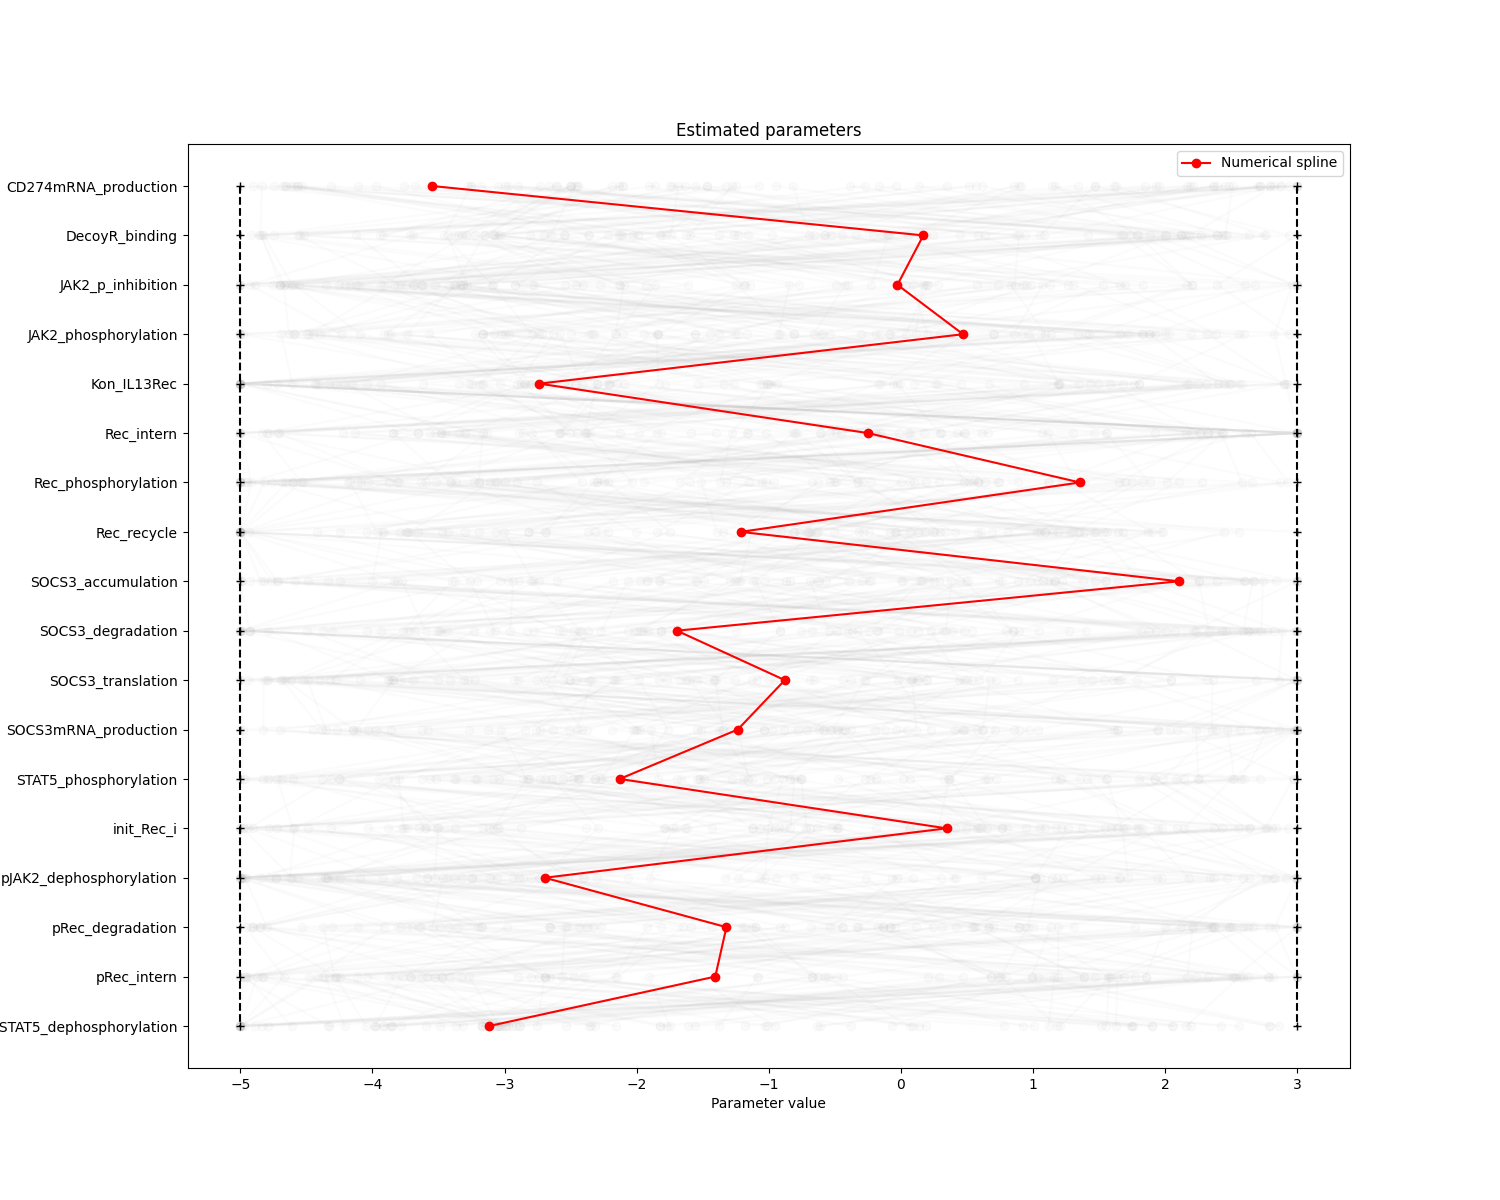 Estimated parameters
Numerical spline
CD274mRNA_production
DecoyR_binding
JAK2_p_inhibition
JAK2_phosphorylation
Kon_IL13Rec
Rec_intern
Rec_phosphorylation
Rec_recycle
SOCS3_accumulation
SOCS3_degradation
SOCS3_translation
SOCS3mRNA_production
STAT5_phosphorylation
init_Rec_i
pJAK2_dephosphorylation
pRec_degradation
pRec_intern
STAT5_dephosphorylation
−5 −4 −3 −2 −1 0 1 2 3
Parameter value